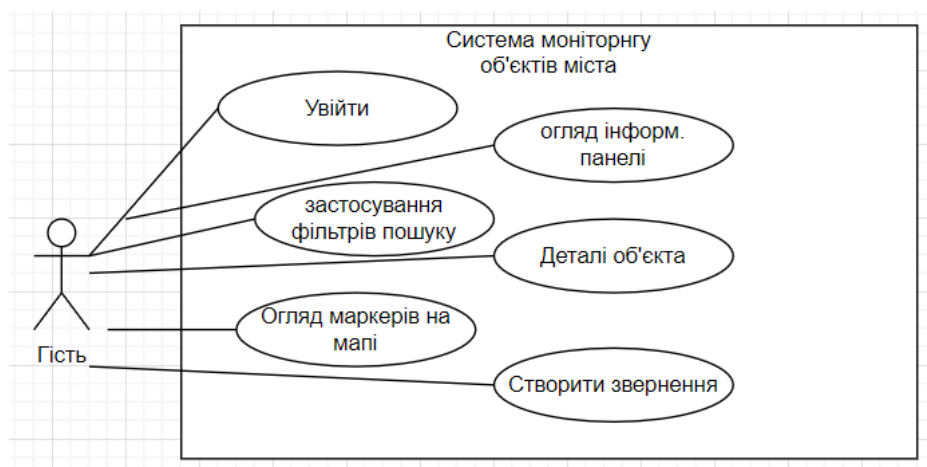 Система моніторнгу
об'єктів міста
Увійти
огляд інформ.
панелі
застосування
фільтрів пошуку
Деталі об'єкта
Огляд маркерів на
мапі
Гість
Створити звернення